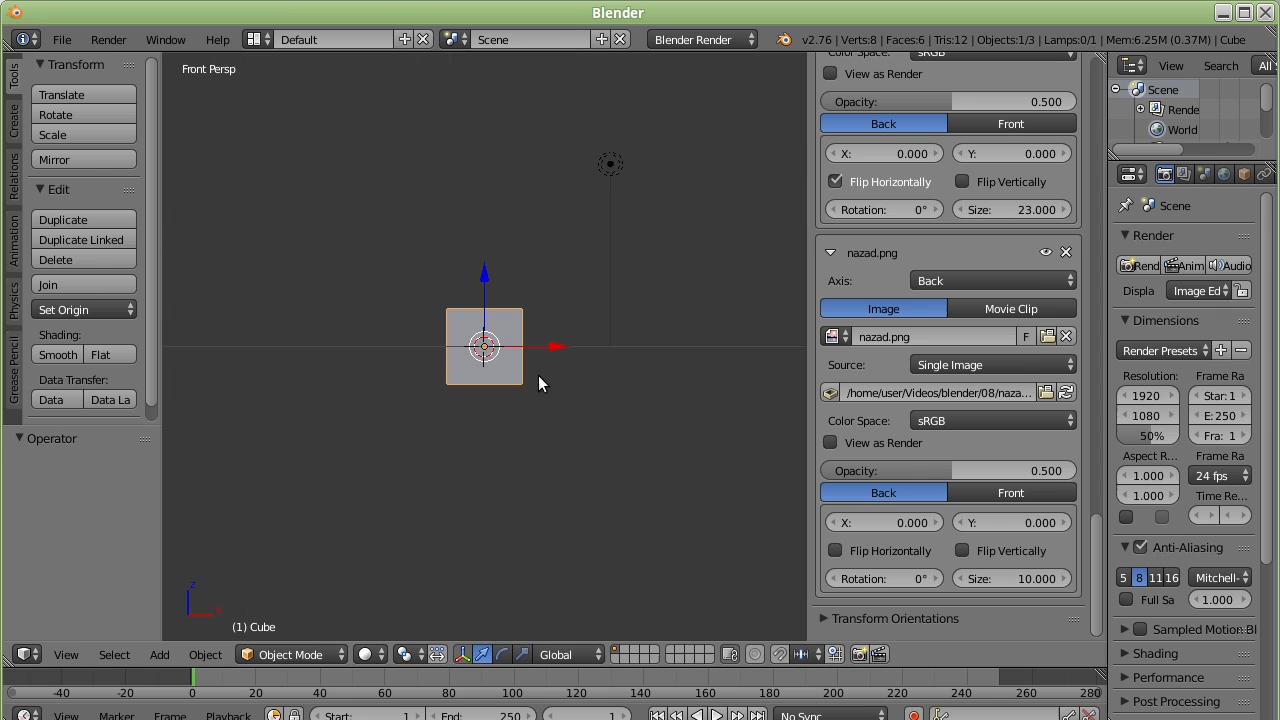 Blender
File Render Window Help Default Scene Blender Render v2.76 | Verts:8 | Faces:6 | Tris:12 | Objects:1/3 | Lamps:0/1 | Mem:6.25M (0.37M) | Cube
Tools
Create
Relations
Animation
Physics
Grease Pencil
Transform
Translate
Rotate
Scale
Mirror
Edit
Duplicate
Duplicate Linked
Delete
Join
Set Origin
Shading:
Smooth Flat
Data Transfer:
Data Data La
Operator
Front Persp
z
x
(1) Cube
Color Space: sRGB
View as Render
Opacity: 0.500
Back Front
X: 0.000 Y: 0.000
Flip Horizontally Flip Vertically
Rotation: 0° Size: 23.000
nazad.png
Axis: Back
Image Movie Clip
nazad.png F
Source: Single Image
/home/user/Videos/blender/08/naza...
Color Space: sRGB
View as Render
Opacity: 0.500
Back Front
X: 0.000 Y: 0.000
Flip Horizontally Flip Vertically
Rotation: 0° Size: 10.000
Transform Orientations
View Search All
Scene
Rende
World
Scene
Render
Rend Anim Audio
Displa Image Ed
Dimensions
Render Presets
Resolution: Frame Ra
1920 Star: 1
1080 E: 250
50% Fra: 1
Aspect R... Frame Ra
1.000 24 fps
1.000 Time Re...
Anti-Aliasing
5 8 11 16 Mitchell-
Full Sa 1.000
Sampled Motion Bl
Shading
Performance
Post Processing
View Select Add Object Object Mode Global
-40 -20 0 20 40 60 80 100 120 140 160 180 200 220 240 260 280
View Marker Frame Playback Start: 1 End: 250 1 No Sync